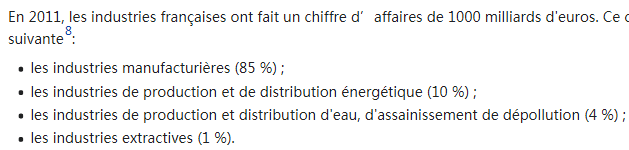 En 2011, les industries françaises ont fait un chiffre d’affaires de 1000 milliards d'euros. Ce
suivante8:
• les industries manufacturières (85 %) ;
• les industries de production et de distribution énergétique (10 %) ;
• les industries de production et distribution d'eau, d'assainissement de dépollution (4 %) ;
• les industries extractives (1 %).